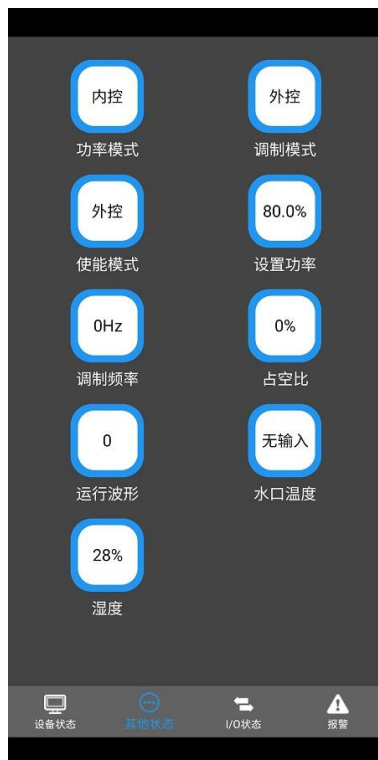 内控
外控
功率模式
调制模式
外控
80.0%
使能模式
设置功率
0Hz
0%
调制频率
占空比
0
无输入
运行波形
水口温度
28%
湿度
设备状态
其他状态
I/O状态
报警